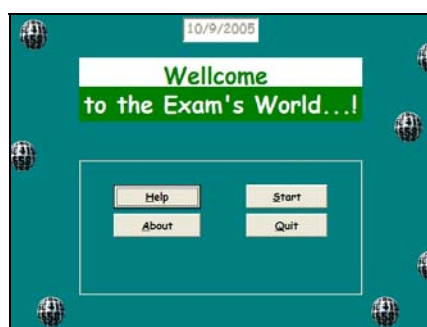 10/9/2005
Wellcome
to the Exam's World...!
Help
Start
About
Quit